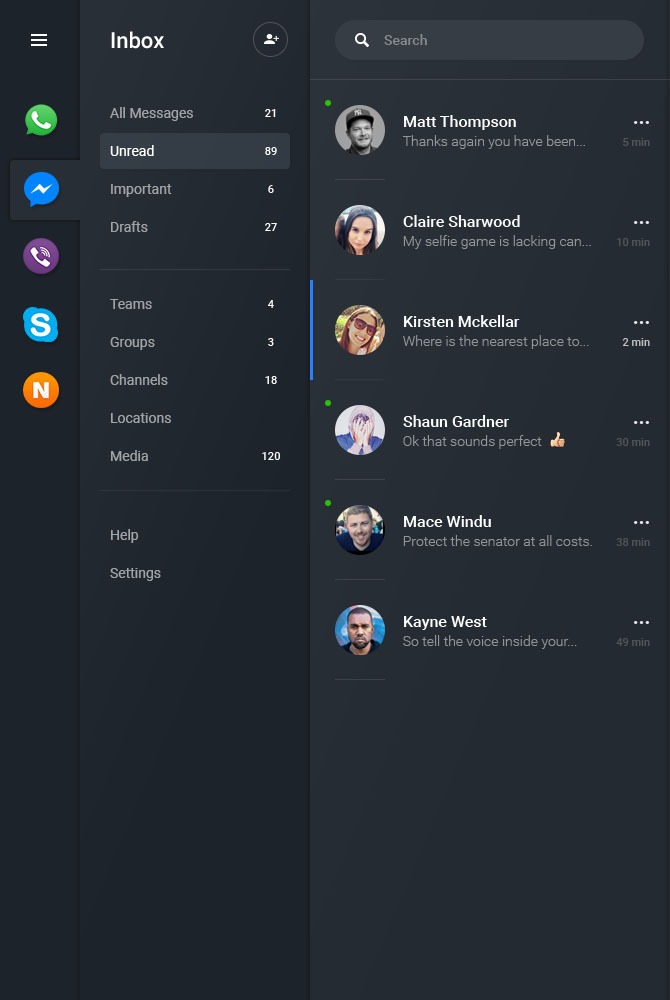 Inbox
All Messages 21
Unread 89
Important 6
Drafts 27
Teams 4
Groups 3
Channels 18
Locations
Media 120
Help
Settings
S
N
Search
Matt Thompson
Thanks again you have been... 5 min
Claire Sharwood
My selfie game is lacking can... 10 min
Kirsten Mckellar
Where is the nearest place to... 2 min
Shaun Gardner
Ok that sounds perfect 👍🏼 30 min
Mace Windu
Protect the senator at all costs. 38 min
Kayne West
So tell the voice inside your... 49 min